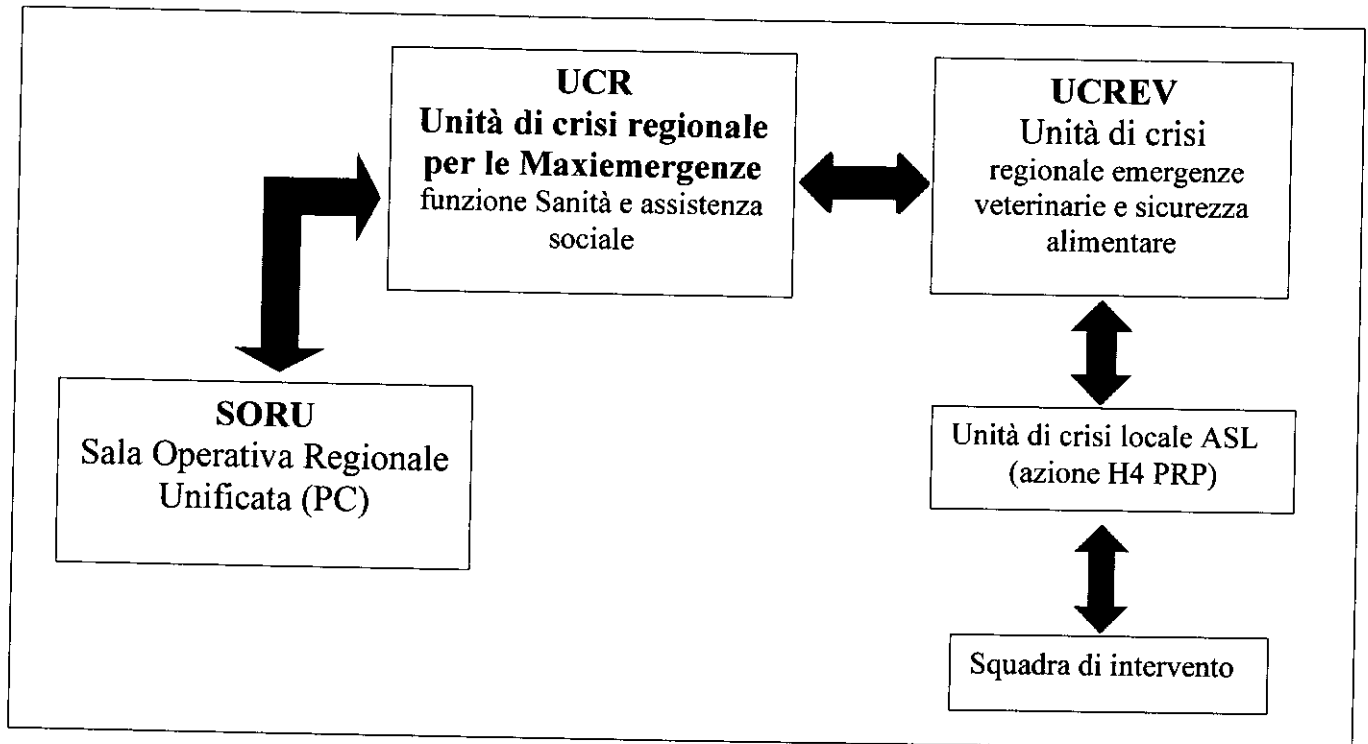 UCR
Unità di crisi regionale
per le Maxiemergenze
funzione Sanità e assistenza
sociale
UCREV
Unità di crisi
regionale emergenze
veterinarie e sicurezza
alimentare
SORU
Sala Operativa Regionale
Unificata (PC)
Unità di crisi locale ASL
(azione H4 PRP)
Squadra di intervento